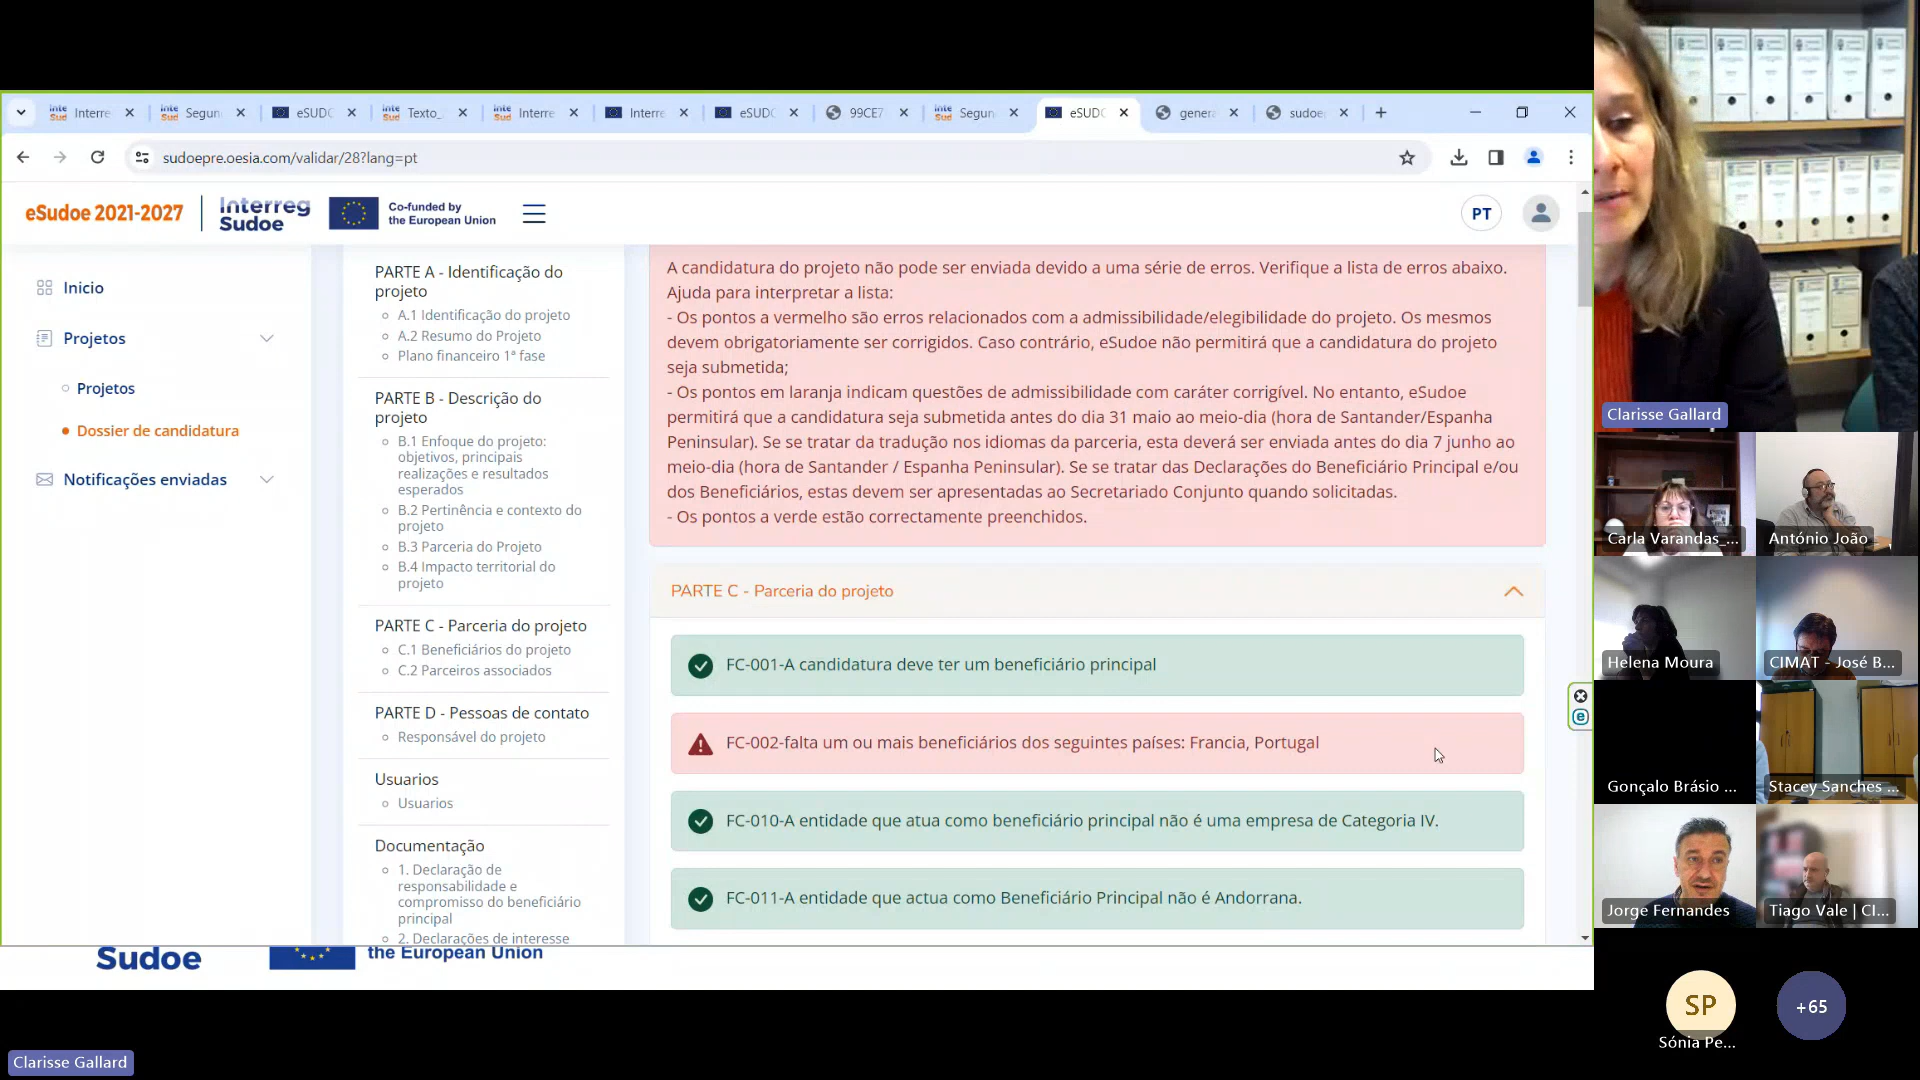 Interre
Segun
eSUDO
Texto_
Interre
Interre
eSUDO
99CE7
Segun
eSUDO
genera
sudoe
sudoepre.oesia.com/validar/28?lang=pt
eSudoe 2021-2027
Interreg
Sudoe
Co-funded by
the European Union
PT
Inicio
Projetos
Projetos
Dossier de candidatura
Notificações enviadas
PARTE A - Identificação do
projeto
A.1 Identificação do projeto
A.2 Resumo do Projeto
Plano financeiro 1ª fase
PARTE B - Descrição do
projeto
B.1 Enfoque do projeto:
objetivos, principais
realizações e resultados
esperados
B.2 Pertinência e contexto do
projeto
B.3 Parceria do Projeto
B.4 Impacto territorial do
projeto
PARTE C - Parceria do projeto
C.1 Beneficiários do projeto
C.2 Parceiros associados
PARTE D - Pessoas de contato
Responsável do projeto
Usuarios
Usuarios
Documentação
1. Declaração de
responsabilidade e
compromisso do beneficiário
principal
2. Declarações de interesse
A candidatura do projeto não pode ser enviada devido a uma série de erros. Verifique a lista de erros abaixo.
Ajuda para interpretar a lista:
- Os pontos a vermelho são erros relacionados com a admissibilidade/elegibilidade do projeto. Os mesmos
devem obrigatoriamente ser corrigidos. Caso contrário, eSudoe não permitirá que a candidatura do projeto
seja submetida;
- Os pontos em laranja indicam questões de admissibilidade com caráter corrigível. No entanto, eSudoe
permitirá que a candidatura seja submetida antes do dia 31 maio ao meio-dia (hora de Santander/Espanha
Peninsular). Se se tratar da tradução nos idiomas da parceria, esta deverá ser enviada antes do dia 7 junho ao
meio-dia (hora de Santander / Espanha Peninsular). Se se tratar das Declarações do Beneficiário Principal e/ou
dos Beneficiários, estas devem ser apresentadas ao Secretariado Conjunto quando solicitadas.
- Os pontos a verde estão correctamente preenchidos.
PARTE C - Parceria do projeto
FC-001-A candidatura deve ter um beneficiário principal
FC-002-falta um ou mais beneficiários dos seguintes países: Francia, Portugal
FC-010-A entidade que atua como beneficiário principal não é uma empresa de Categoria IV.
FC-011-A entidade que actua como Beneficiário Principal não é Andorrana.
Sudoe
the European Union
Clarisse Gallard
Carla Varandas_...
António João
Helena Moura
CIMAT - José B...
Gonçalo Brásio ...
Stacey Sanches ...
Jorge Fernandes
Tiago Vale | CI...
SP
+65
Sónia Pe...
Clarisse Gallard